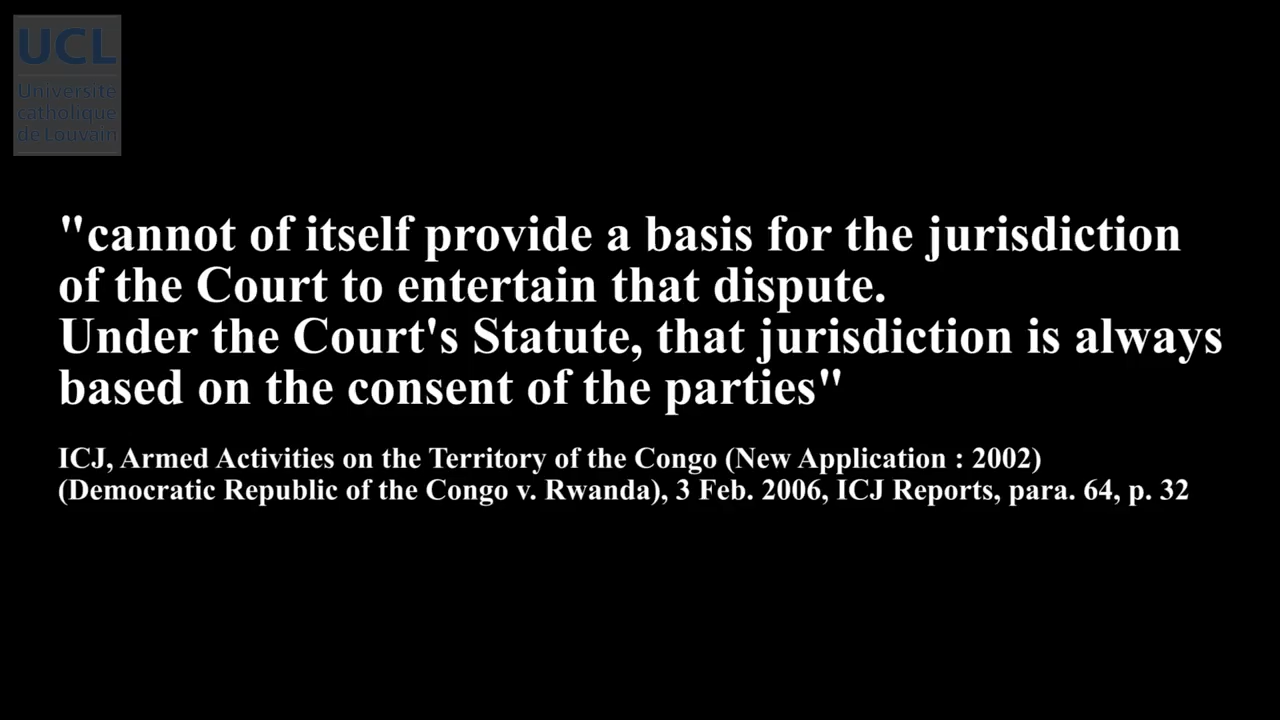 UCL
Université
catholique
de Louvain
"cannot of itself provide a basis for the jurisdiction
of the Court to entertain that dispute.
Under the Court's Statute, that jurisdiction is always
based on the consent of the parties"
ICJ, Armed Activities on the Territory of the Congo (New Application : 2002)
(Democratic Republic of the Congo v. Rwanda), 3 Feb. 2006, ICJ Reports, para. 64, p. 32